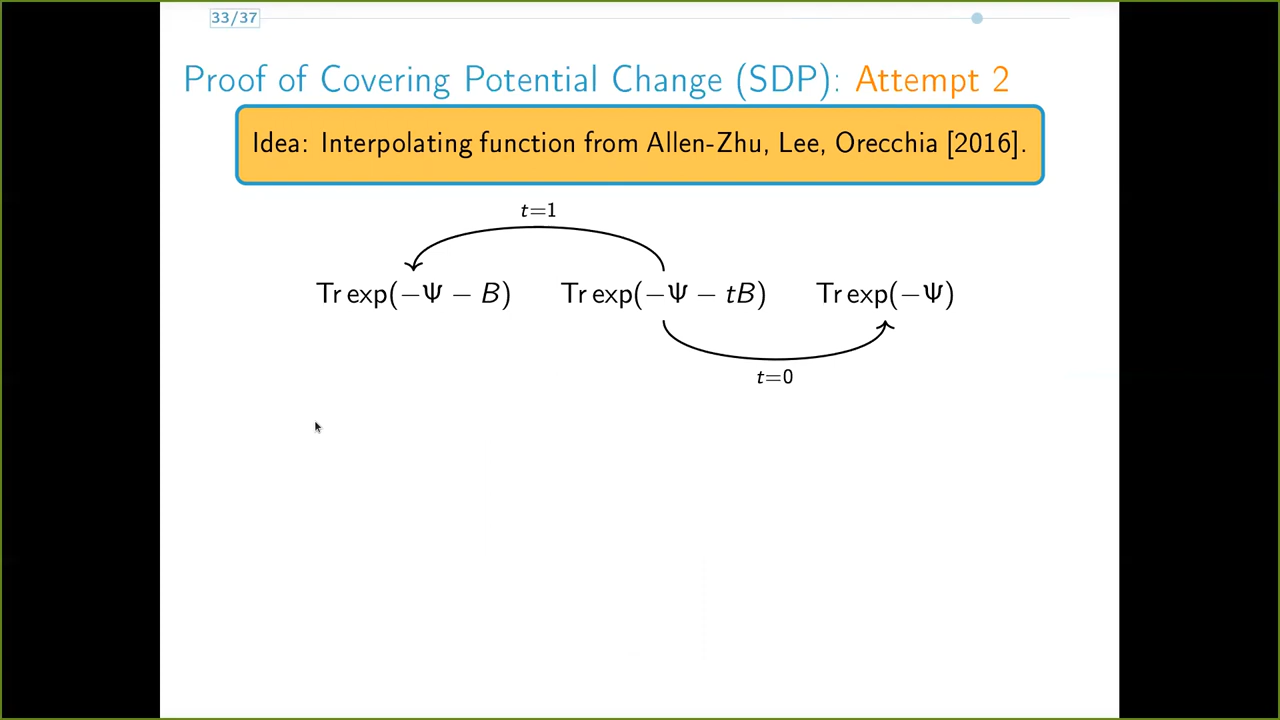 33/37
Proof of Covering Potential Change (SDP): Attempt 2
Idea: Interpolating function from Allen-Zhu, Lee, Orecchia [2016].
t=1
Tr exp(−Ψ − B) Tr exp(−Ψ − tB) Tr exp(−Ψ)
t=0